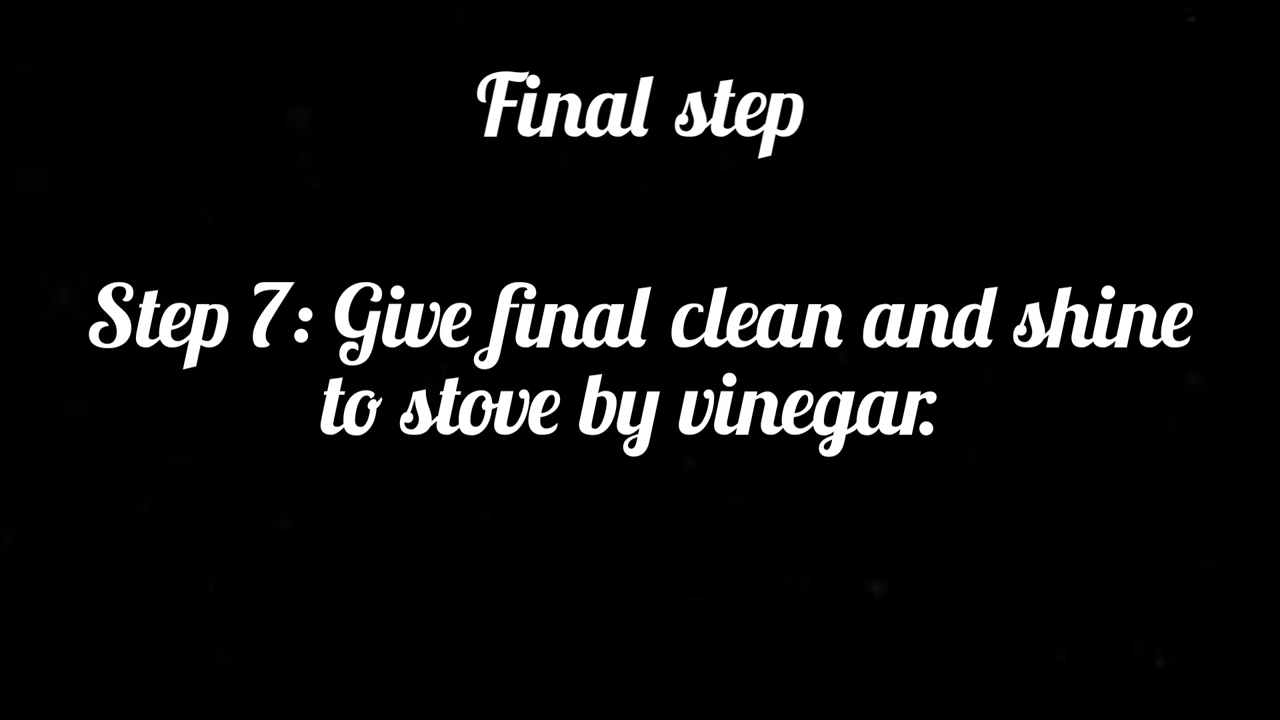 Final step
Step 7: Give final clean and shine
to stove by vinegar.